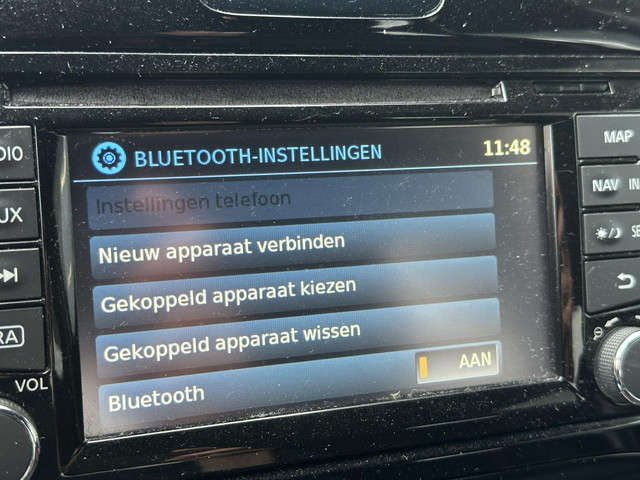 BLUETOOTH-INSTELLINGEN 11:48
Instellingen telefoon
Nieuw apparaat verbinden
Gekoppeld apparaat kiezen
Gekoppeld apparaat wissen
Bluetooth AAN
VOL
MAP
NAV